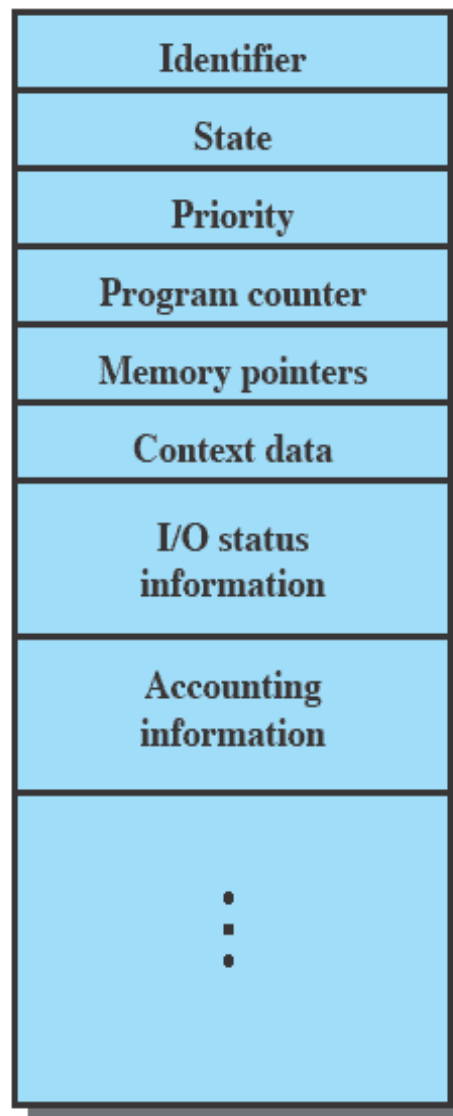 Identifier
State
Priority
Program counter
Memory pointers
Context data
I/O status
information
Accounting
information